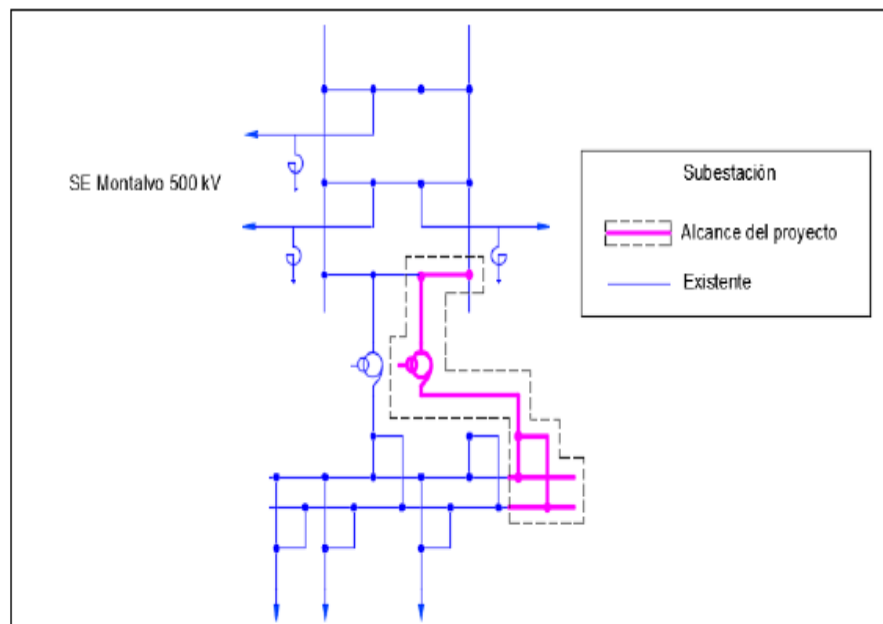 SE Montalvo 500 kV
Subestación
Alcance del proyecto
Existente